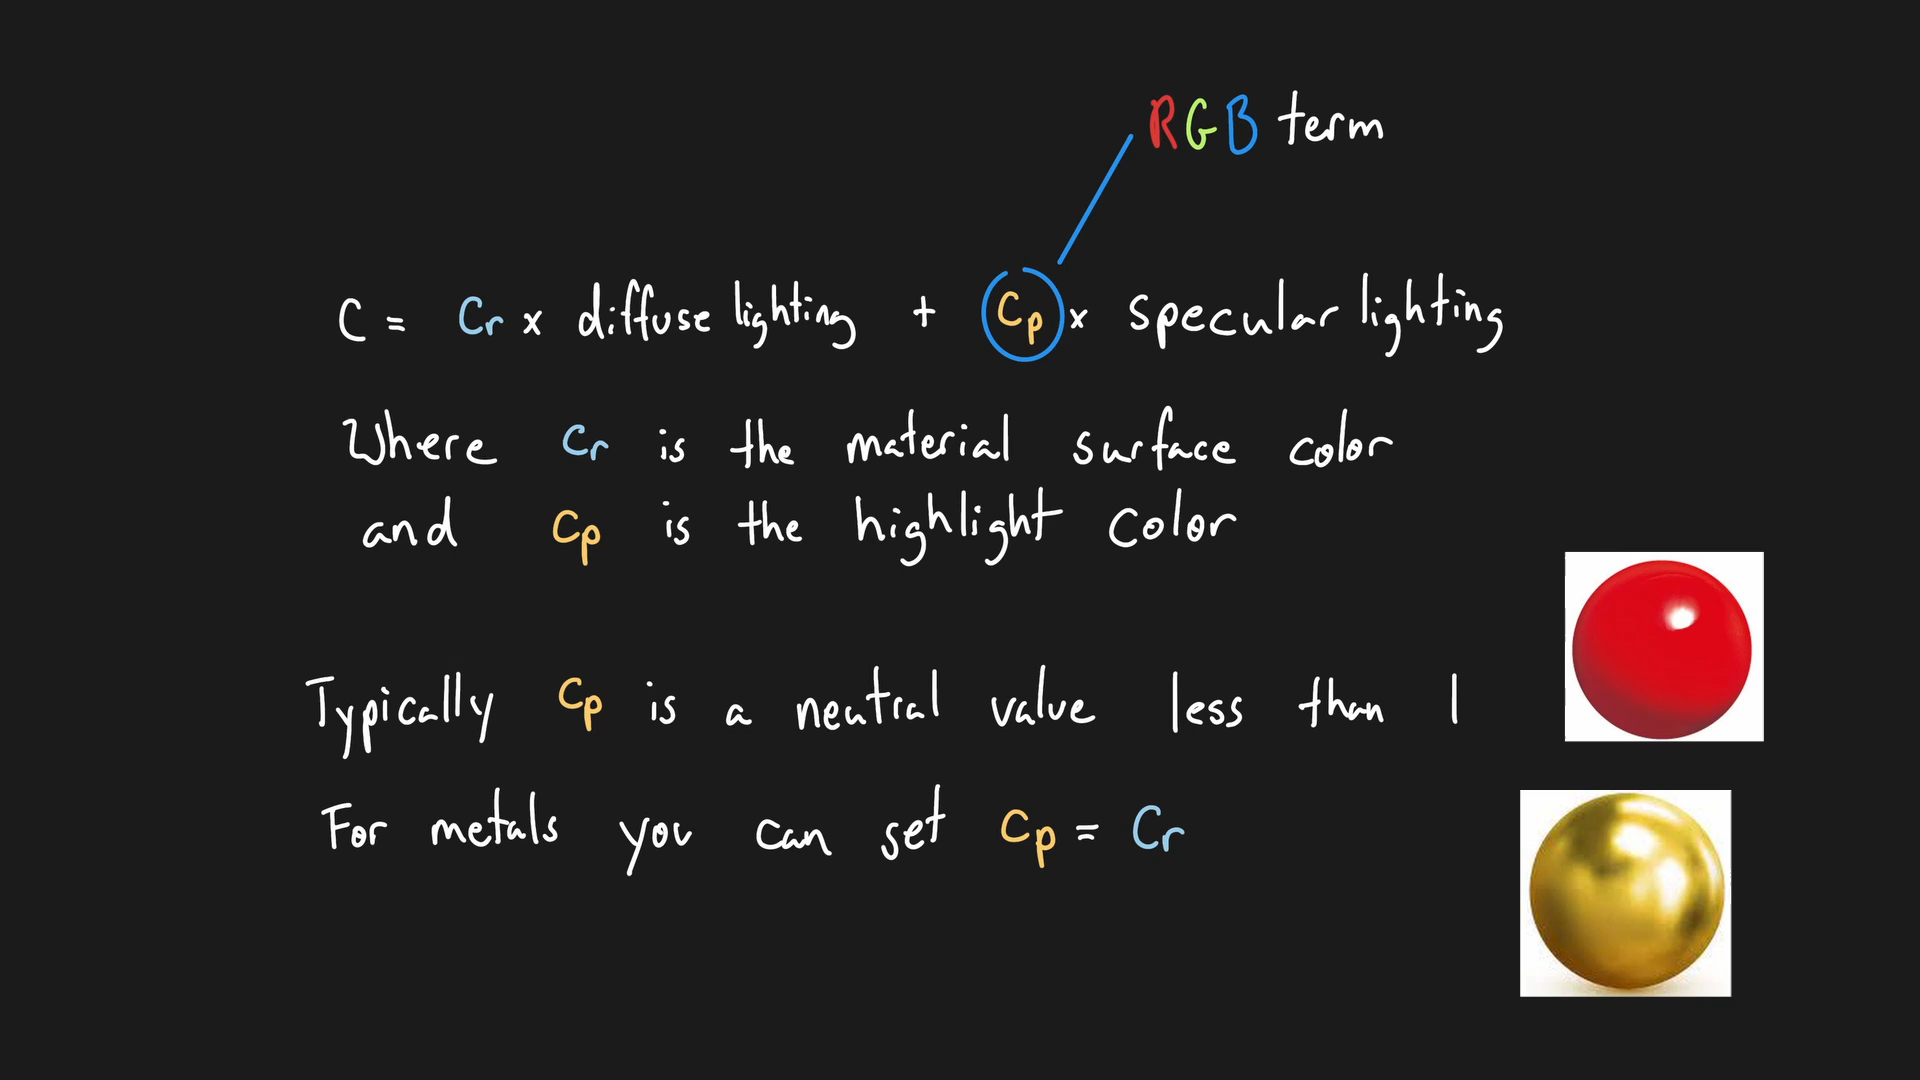 RGB term
C = Cr x diffuse lighting + Cp x specular lighting
Where Cr is the material surface color
and Cp is the highlight color
Typically Cp is a neutral value less than 1
For metals you can set Cp = Cr